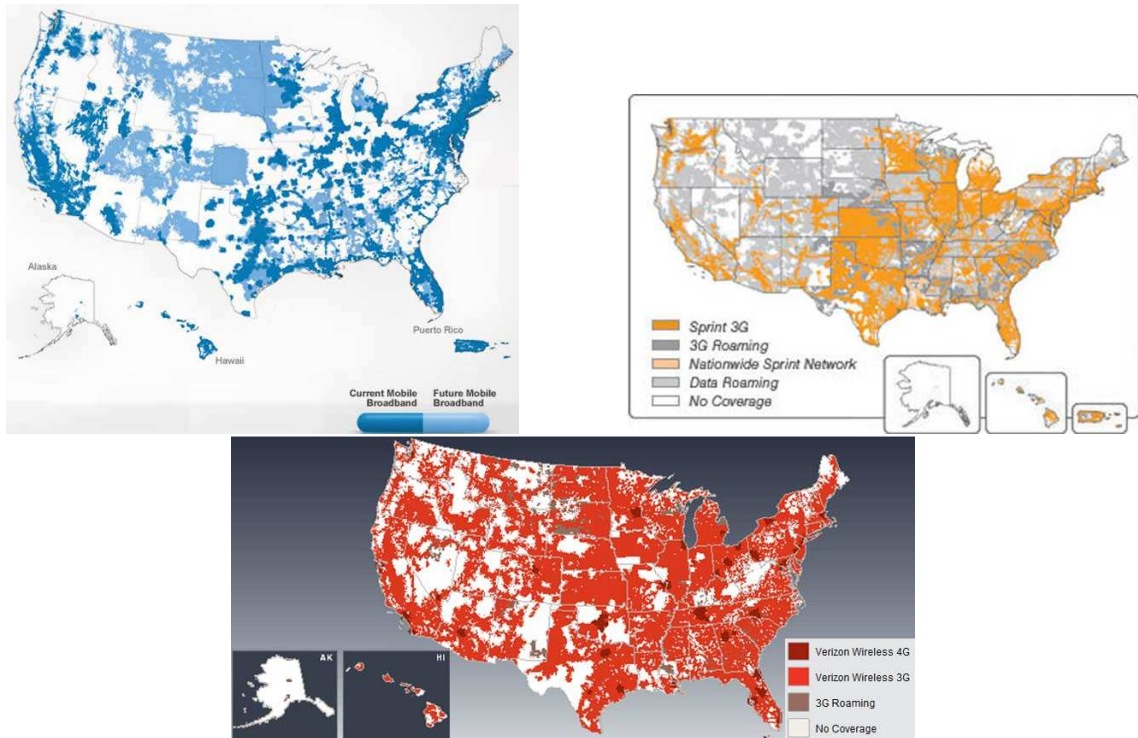 Alaska
Hawaii
Puerto Rico
Current Mobile
Broadband
Future Mobile
Broadband
Sprint 3G
3G Roaming
Nationwide Sprint Network
Data Roaming
No Coverage
AK
HI
Verizon Wireless 4G
Verizon Wireless 3G
3G Roaming
No Coverage